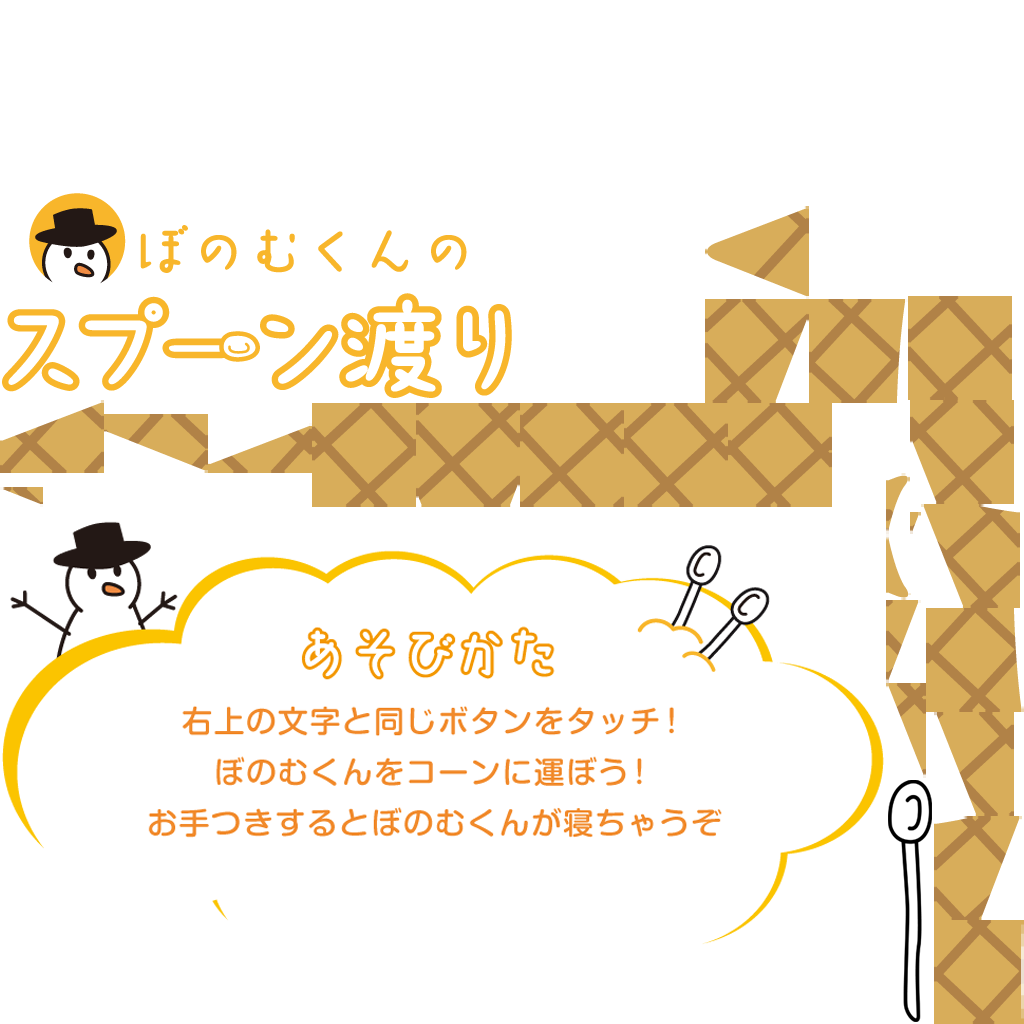 ぼのむくんの
スプーン渡り
あそびかた
右上の文字と同じボタンをタッチ！
ぼのむくんをコーンに運ぼう！
お手つきするとぼのむくんが寝ちゃうぞ